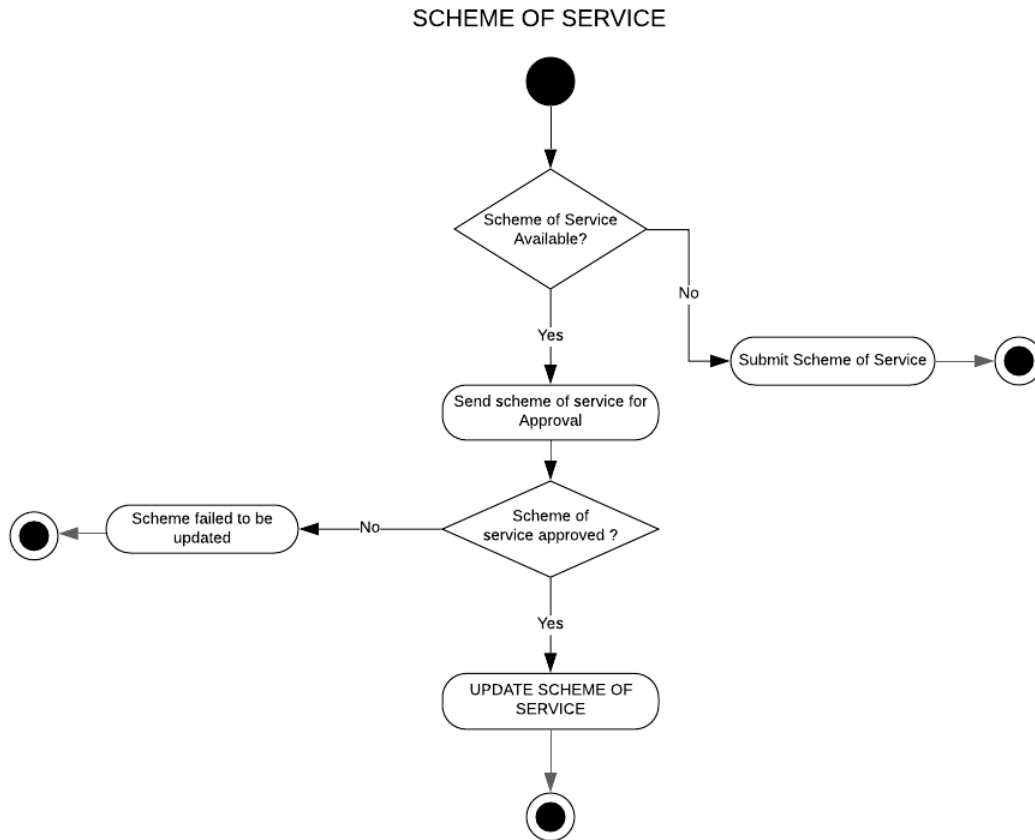 SCHEME OF SERVICE
Scheme of Service
Available?
No
Yes
Submit Scheme of Service
Send scheme of service for
Approval
Scheme failed to be
updated
No
Scheme of
service approved ?
Yes
UPDATE SCHEME OF
SERVICE